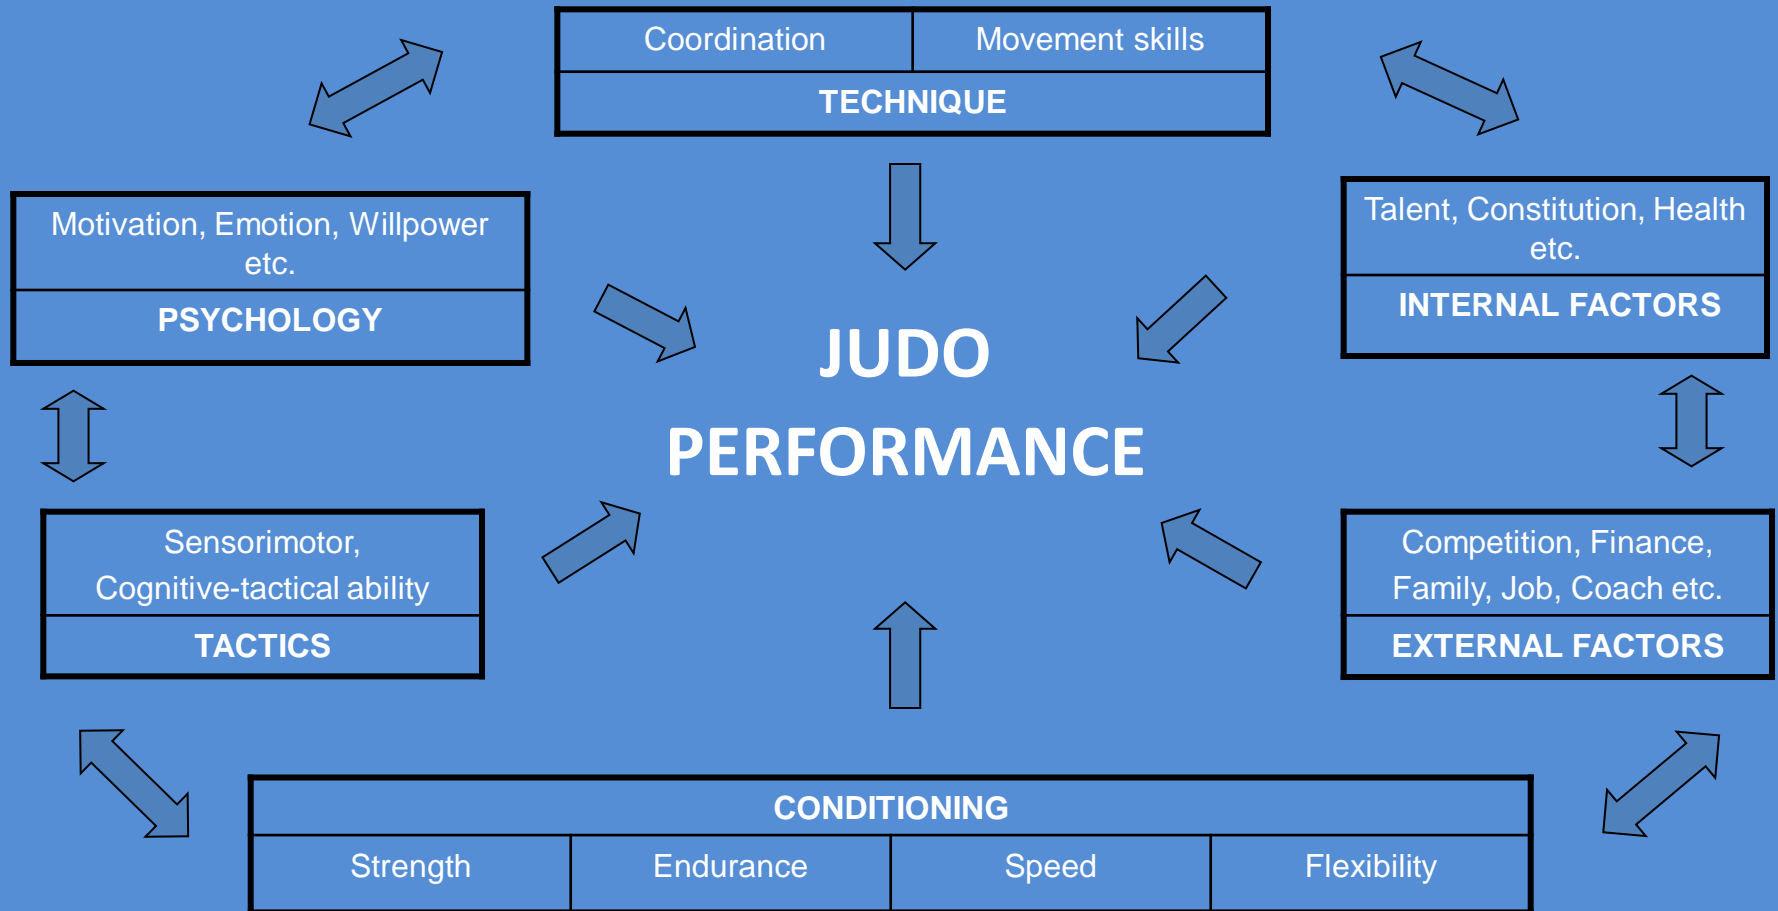 Coordination
Movement skills
TECHNIQUE
Motivation, Emotion, Willpower
etc.
PSYCHOLOGY
Talent, Constitution, Health
etc.
INTERNAL FACTORS
JUDO
PERFORMANCE
Sensorimotor,
Cognitive-tactical ability
TACTICS
Competition, Finance,
Family, Job, Coach etc.
EXTERNAL FACTORS
CONDITIONING
Strength
Endurance
Speed
Flexibility